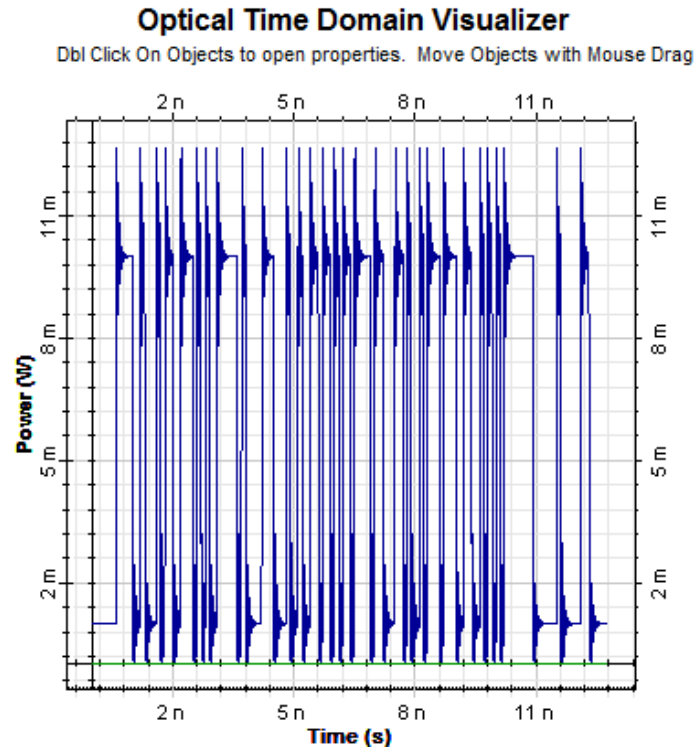 Optical Time Domain Visualizer
Dbl Click On Objects to open properties.  Move Objects with Mouse Drag
2 n 5 n 8 n 11 n
11 m 11 m
8 m 8 m
Power (W)
5 m 5 m
2 m 2 m
2 n 5 n 8 n 11 n
Time (s)